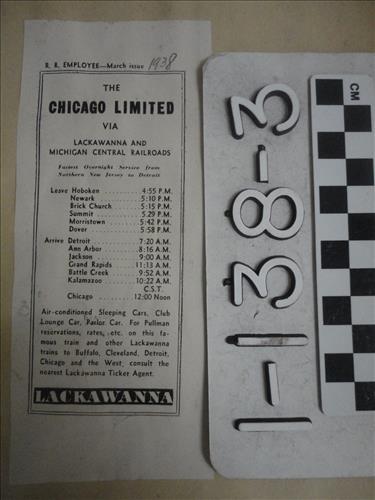 R. R. EMPLOYEE—March issue 1938
THE
CHICAGO LIMITED
VIA
LACKAWANNA AND
MICHIGAN CENTRAL RAILROADS
Fastest Overnight Service from
Northern New Jersey to Detroit
Leave Hoboken . . . . . . . . . 4:55 P.M.
Newark . . . . . . . . . 5:10 P.M.
Brick Church . . . . . . 5:15 P.M.
Summit . . . . . . . . . 5.29 P.M.
Morristown . . . . . . . 5:42 P.M.
Dover . . . . . . . . . . 5:58 P.M.
Arrive Detroit . . . . . . . . . 7:20 A.M.
Ann Arbor . . . . . . . 8:16 A.M.
Jackson . . . . . . . . . 9:00 A.M.
Grand Rapids . . . . . 11:13 A.M.
Battle Creek . . . . . . 9:52 A.M.
Kalamazoo . . . . . . . 10:22 A.M.
C.S.T.
Chicago . . . . . . . . . 12:00 Noon
Air-conditioned Sleeping Cars, Club
Lounge Car, Parlor Car. For Pullman
reservations, rates, etc. on this fa-
mous train and other Lackawanna
trains to Buffalo, Cleveland, Detroit,
Chicago and the West, consult the
nearest Lackawanna Ticket Agent.
LACKAWANNA
1-138-3
CM